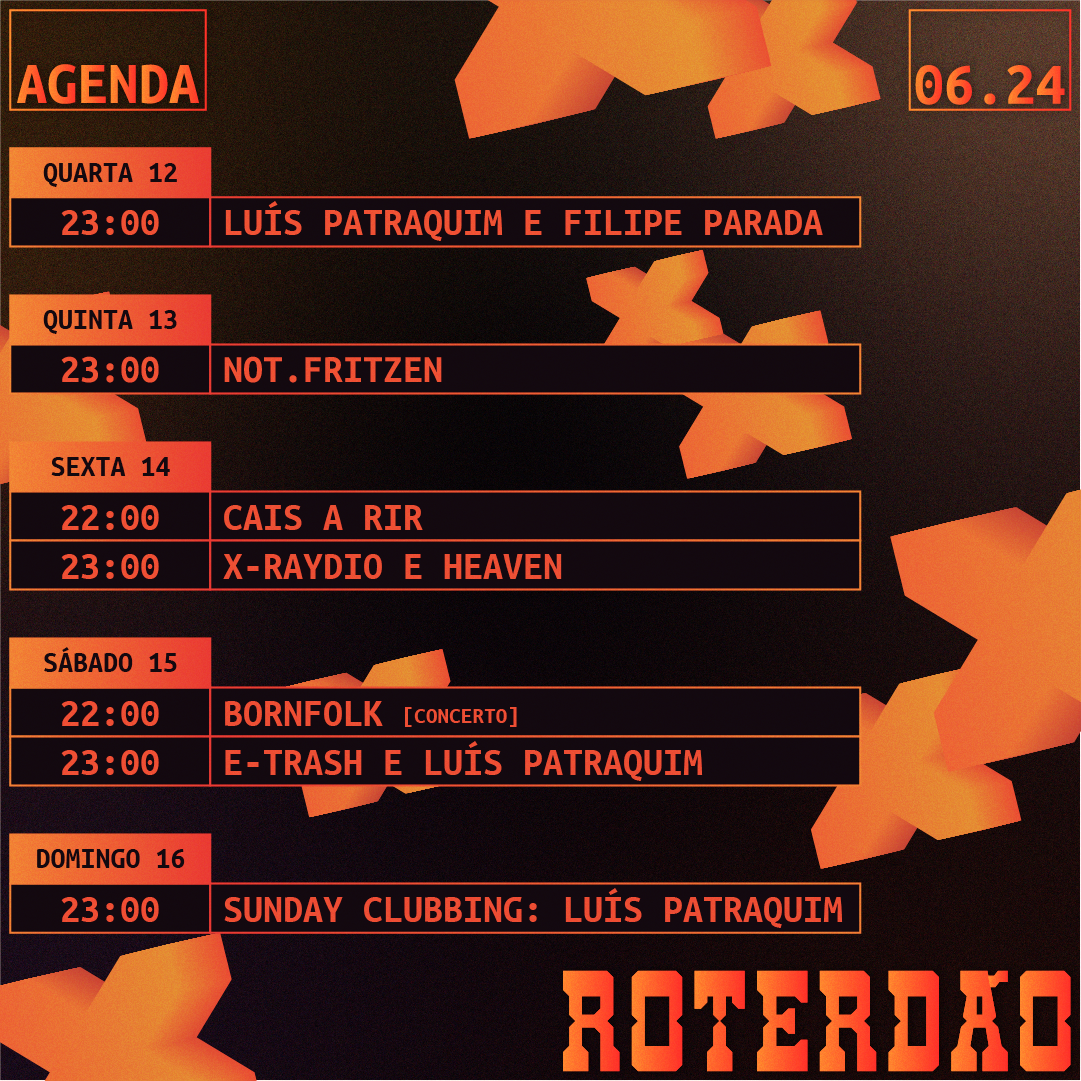 AGENDA
06.24
QUARTA 12
23:00 LUÍS PATRAQUIM E FILIPE PARADA
QUINTA 13
23:00 NOT.FRITZEN
SEXTA 14
22:00 CAIS A RIR
23:00 X-RAYDIO E HEAVEN
SÁBADO 15
22:00 BORNFOLK [CONCERTO]
23:00 E-TRASH E LUÍS PATRAQUIM
DOMINGO 16
23:00 SUNDAY CLUBBING: LUÍS PATRAQUIM
ROTERDÃO